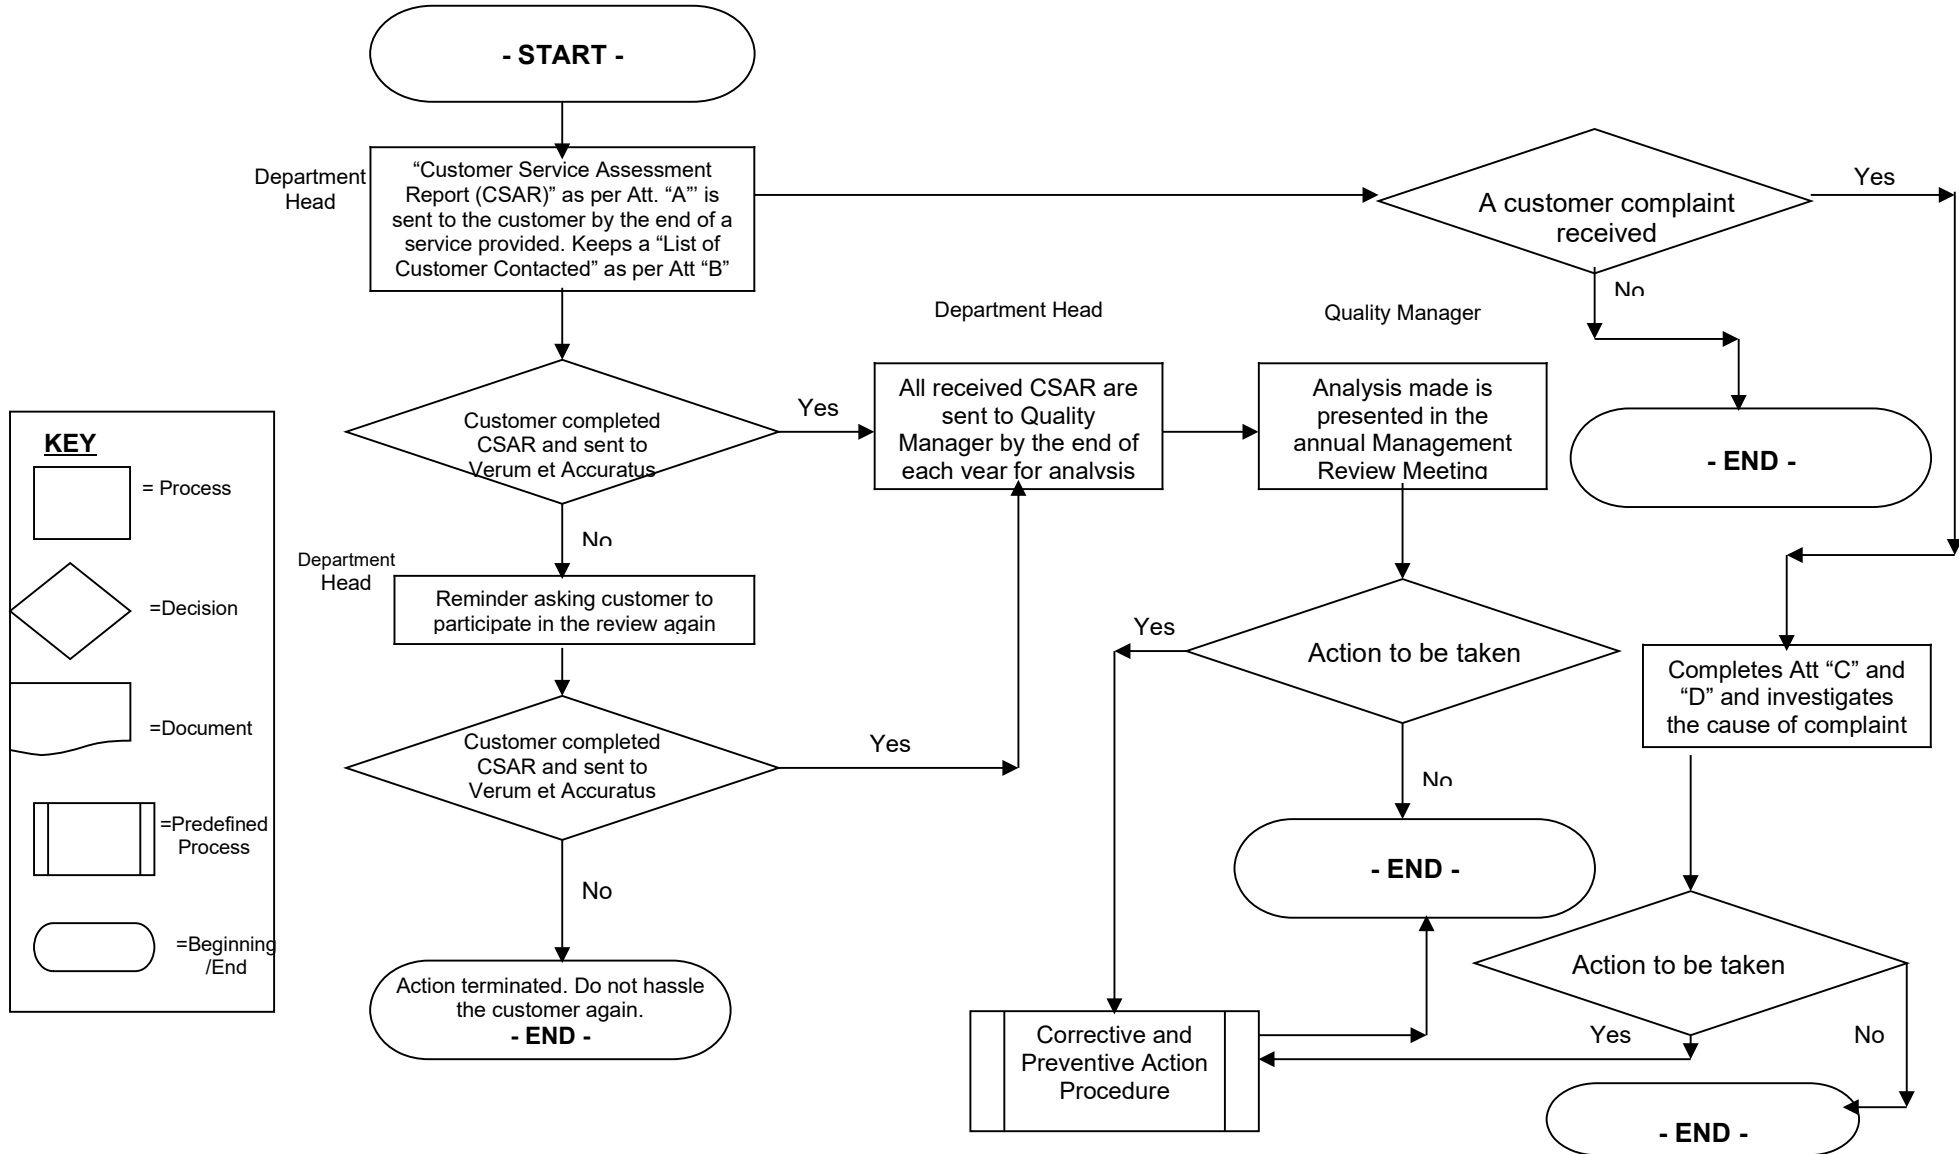 - START -
Department
Head
“Customer Service Assessment
Report (CSAR)” as per Att. “A”’ is
sent to the customer by the end of a
service provided. Keeps a “List of
Customer Contacted” as per Att “B”
A customer complaint
received
Yes
No
- END -
Department Head
Quality Manager
Customer completed
CSAR and sent to
Verum et Accuratus
Yes
All received CSAR are
sent to Quality
Manager by the end of
each year for analysis
Analysis made is
presented in the
annual Management
Review Meeting
No
Department
Head
Reminder asking customer to
participate in the review again
Customer completed
CSAR and sent to
Verum et Accuratus
Yes
No
Action terminated. Do not hassle
the customer again.
- END -
Action to be taken
Yes
No
- END -
Corrective and
Preventive Action
Procedure
Completes Att “C” and
“D” and investigates
the cause of complaint
Action to be taken
Yes
No
- END -
KEY
= Process
=Decision
=Document
=Predefined
Process
=Beginning
/End